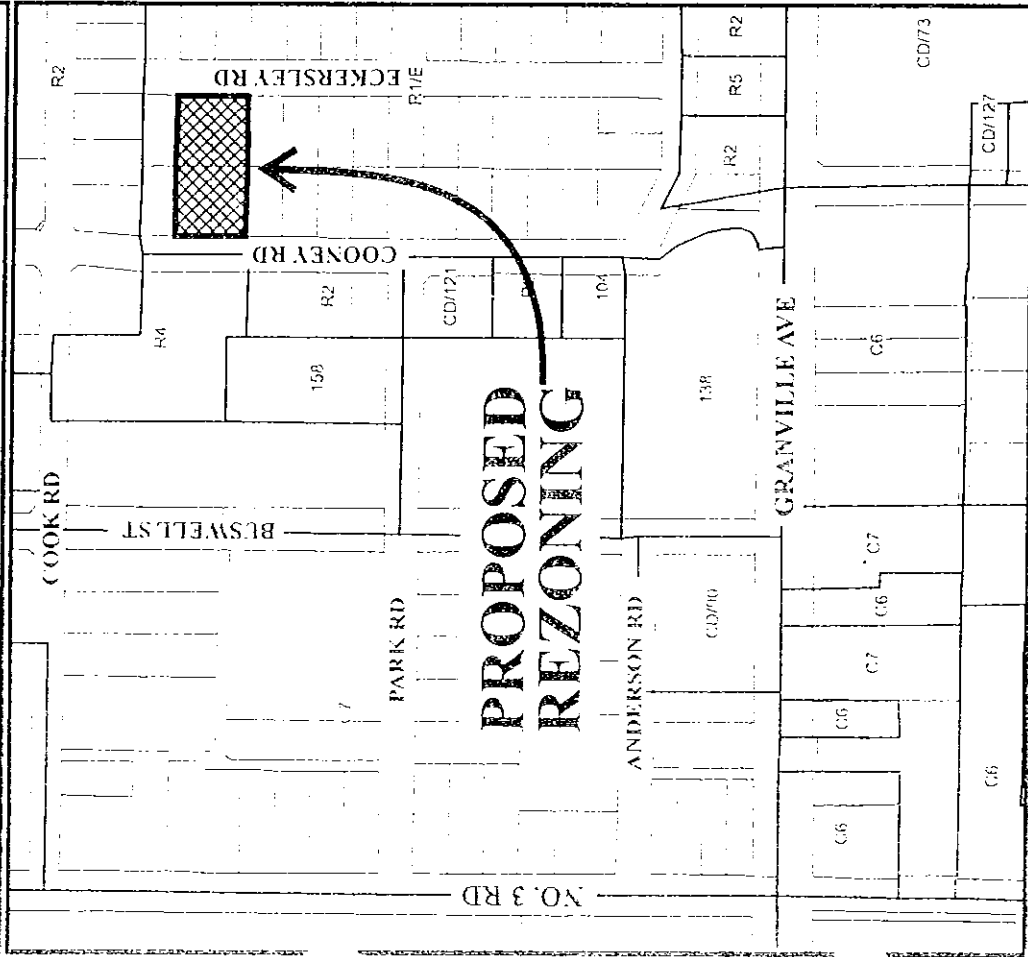 R2
ECKERSLEY RD
R1/E
R2
R5
R2
CD/73
CD/127
COONEY RD
R4
R2
CD/121
104
158
138
COOK RD
BUSWELL ST
PARK RD
PROPOSED
REZONING
ANDERSON RD
CD/90
GRANVILLE AVE
C6
C7
C6
C7
C6
C6
C6
NO. 3 RD